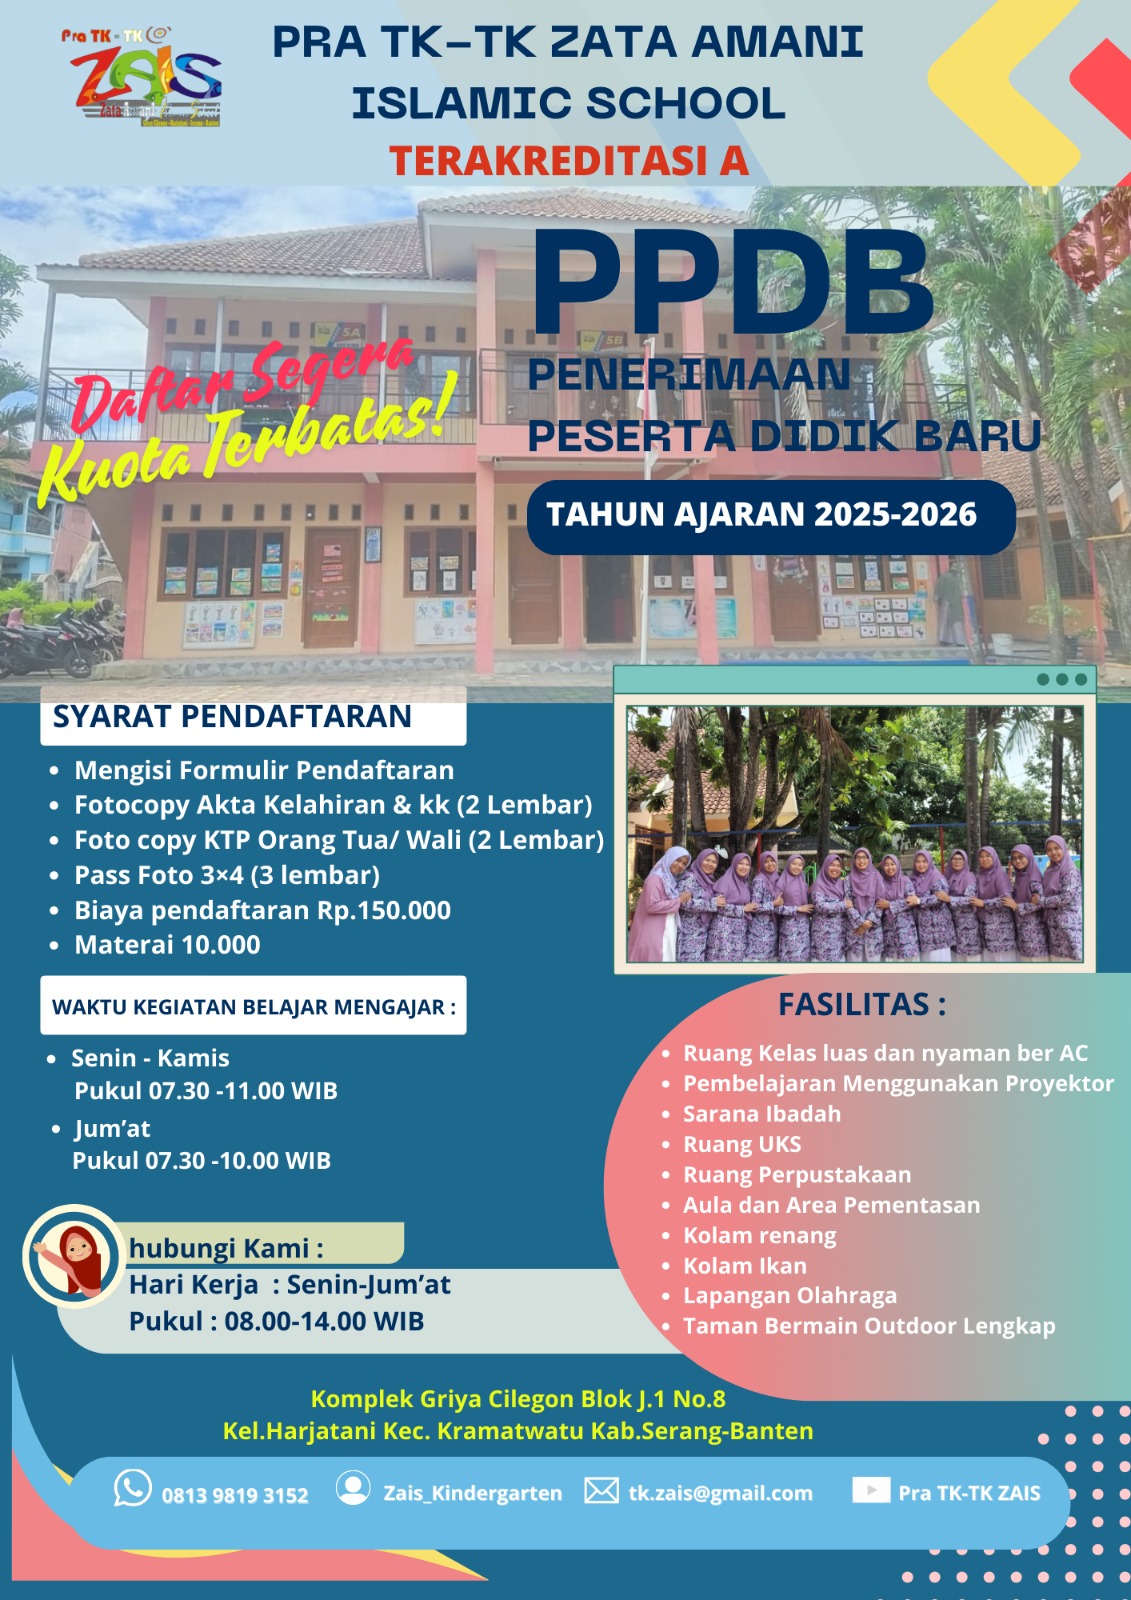 Pra TK - TK
ZAIS
PRA TK-TK ZATA AMANI
ISLAMIC SCHOOL
TERAKREDITASI A
PPDB
PENERIMAAN
PESERTA DIDIK BARU
TAHUN AJARAN 2025-2026
5A
5B
Daftar Segera
Kuota Terbatas!
SYARAT PENDAFTARAN
• Mengisi Formulir Pendaftaran
• Fotocopy Akta Kelahiran & kk (2 Lembar)
• Foto copy KTP Orang Tua/ Wali (2 Lembar)
• Pass Foto 3×4 (3 lembar)
• Biaya pendaftaran Rp.150.000
• Materai 10.000
WAKTU KEGIATAN BELAJAR MENGAJAR :
• Senin - Kamis
Pukul 07.30 -11.00 WIB
• Jum’at
Pukul 07.30 -10.00 WIB
FASILITAS :
• Ruang Kelas luas dan nyaman ber AC
• Pembelajaran Menggunakan Proyektor
• Sarana Ibadah
• Ruang UKS
• Ruang Perpustakaan
• Aula dan Area Pementasan
• Kolam renang
• Kolam Ikan
• Lapangan Olahraga
• Taman Bermain Outdoor Lengkap
hubungi Kami :
Hari Kerja : Senin-Jum’at
Pukul : 08.00-14.00 WIB
Komplek Griya Cilegon Blok J.1 No.8
Kel.Harjatani Kec. Kramatwatu Kab.Serang-Banten
0813 9819 3152
Zais_Kindergarten
tk.zais@gmail.com
Pra TK-TK ZAIS